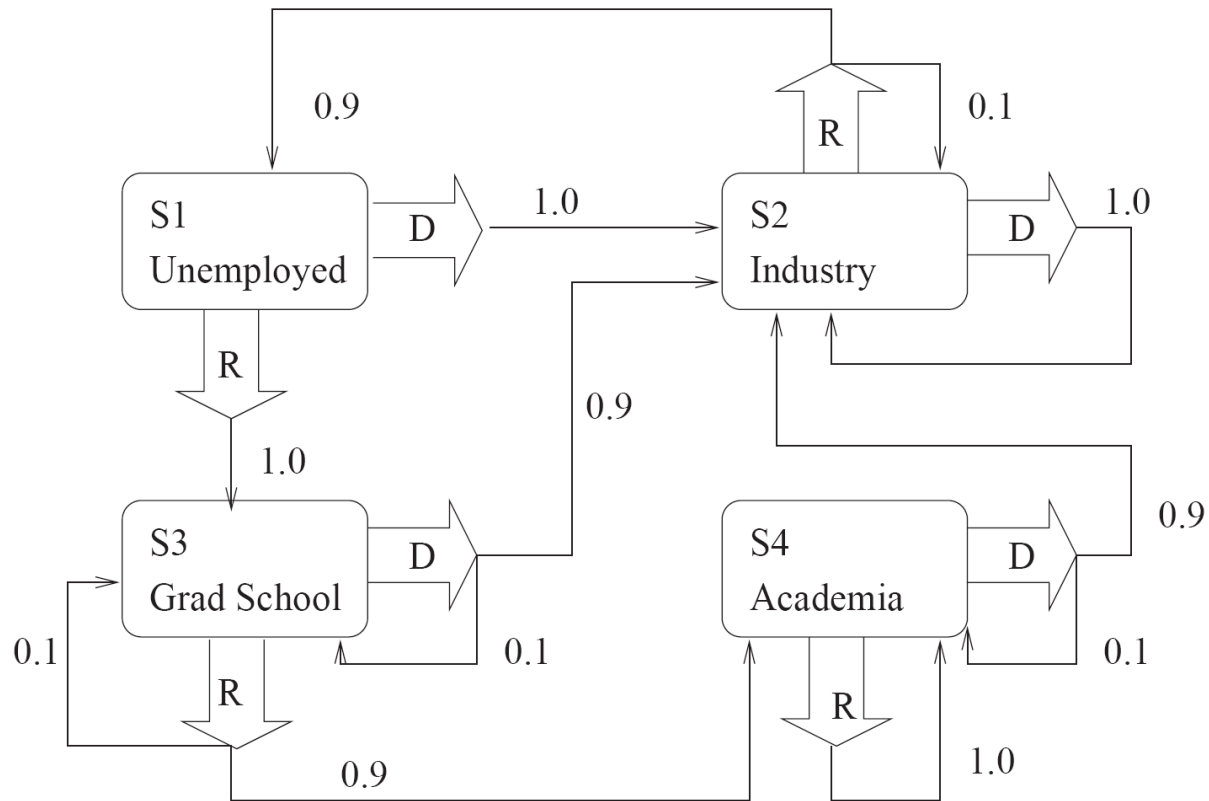 0.9
R
0.1
S1
Unemployed
D
1.0
S2
Industry
D
1.0
R
0.9
1.0
S3
Grad School
D
S4
Academia
D
0.9
0.1
R
0.1
R
0.1
0.9
1.0